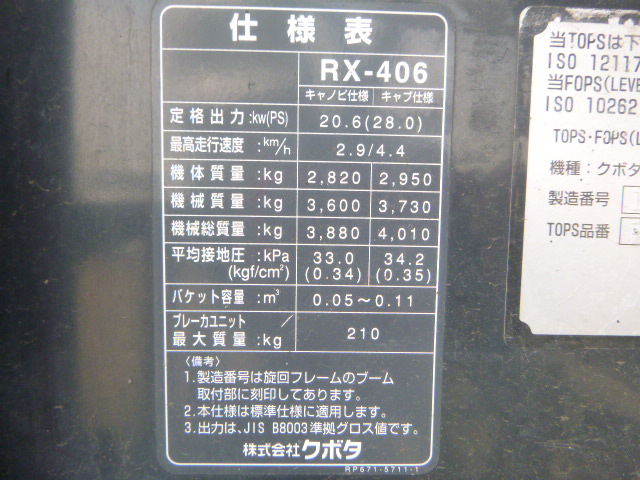 仕様表
RX-406
キャノピ仕様 キャブ仕様
定格出力:kw(PS) 20.6(28.0)
最高走行速度:km/h 2.9/4.4
機体質量:kg 2,820 2,950
機械質量:kg 3,600 3,730
機械総質量:kg 3,880 4,010
平均接地圧:kPa 33.0 34.2
(kgf/cm²) (0.34) (0.35)
バケット容量:m³ 0.05~0.11
ブレーカユニット/
最大質量:kg 210
〈備考〉
1.製造番号は旋回フレームのブーム
取付部に刻印してあります。
2.本仕様は標準仕様に適用します。
3.出力は、JIS B8003準拠グロス値です。
株式会社クボタ
RP671-5711-1
当TOPSは下
ISO 12117
当FOPS(LEVE
ISO 10262
TOPS・FOPS(L
機種:クボタ
製造番号
TOPS品番